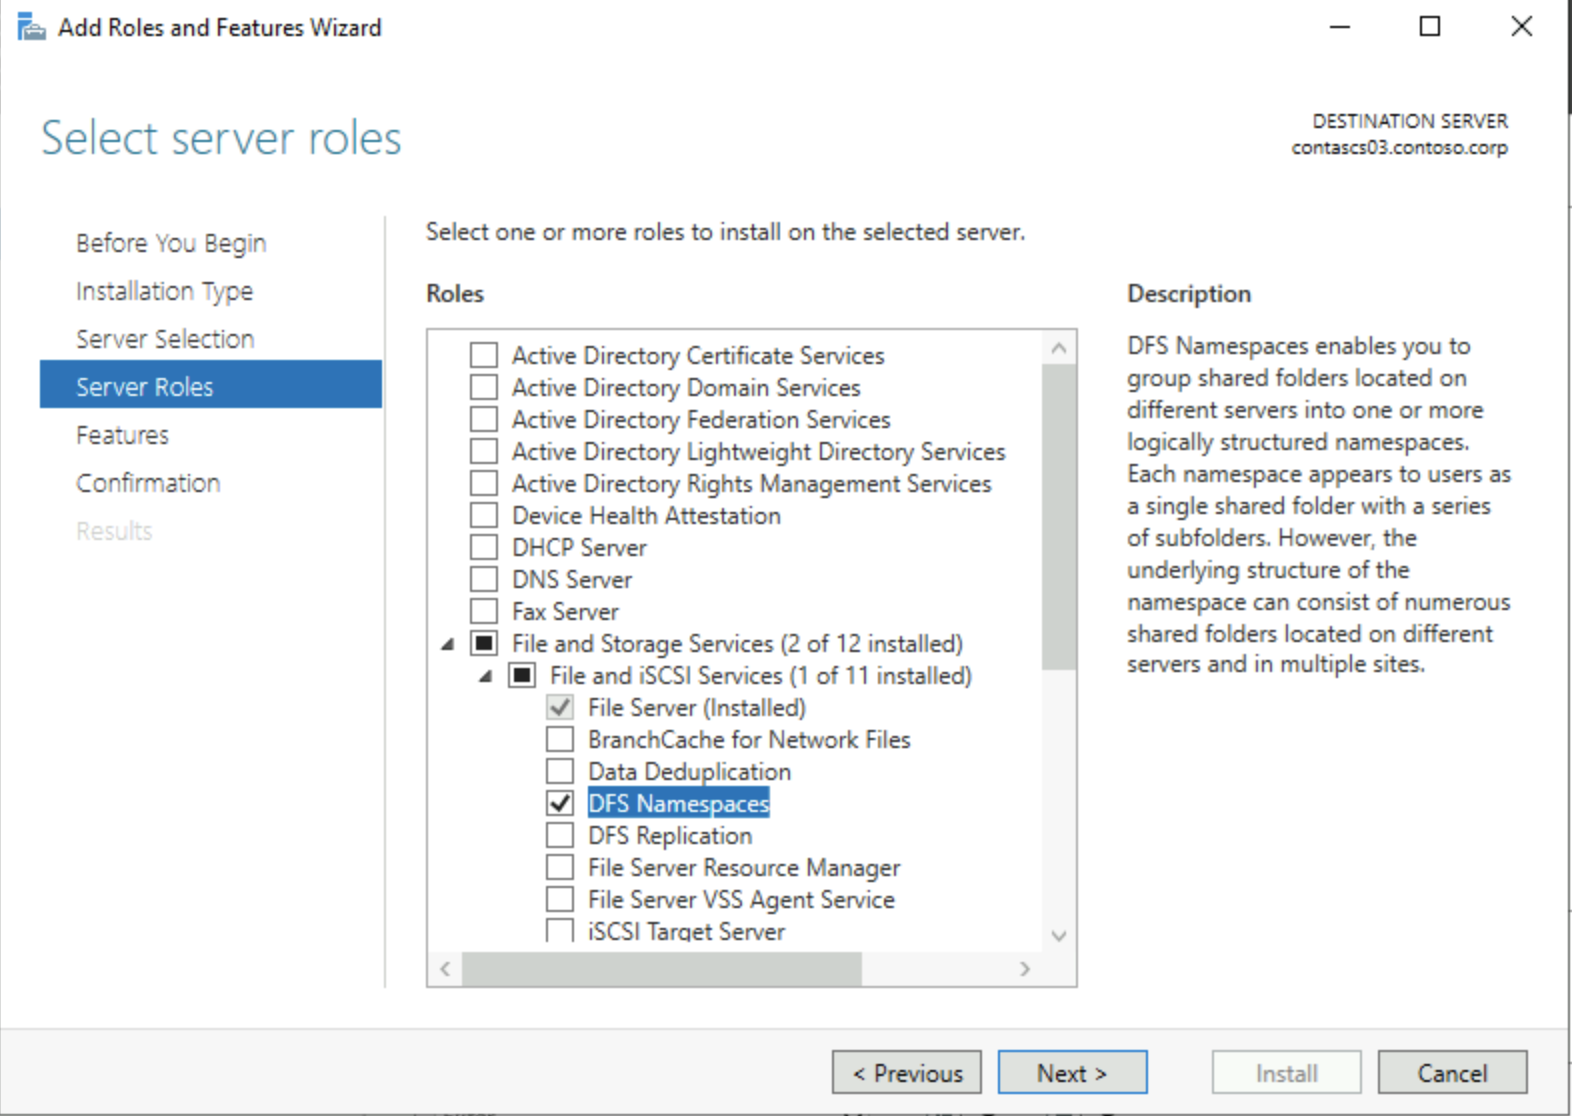 Add Roles and Features Wizard
Select server roles
DESTINATION SERVER
contascs03.contoso.corp
Before You Begin
Installation Type
Server Selection
Server Roles
Features
Confirmation
Results
Select one or more roles to install on the selected server.
Roles
Active Directory Certificate Services
Active Directory Domain Services
Active Directory Federation Services
Active Directory Lightweight Directory Services
Active Directory Rights Management Services
Device Health Attestation
DHCP Server
DNS Server
Fax Server
File and Storage Services (2 of 12 installed)
File and iSCSI Services (1 of 11 installed)
File Server (Installed)
BranchCache for Network Files
Data Deduplication
DFS Namespaces
DFS Replication
File Server Resource Manager
File Server VSS Agent Service
iSCSI Target Server
Description
DFS Namespaces enables you to
group shared folders located on
different servers into one or more
logically structured namespaces.
Each namespace appears to users as
a single shared folder with a series
of subfolders. However, the
underlying structure of the
namespace can consist of numerous
shared folders located on different
servers and in multiple sites.
< Previous
Next >
Install
Cancel